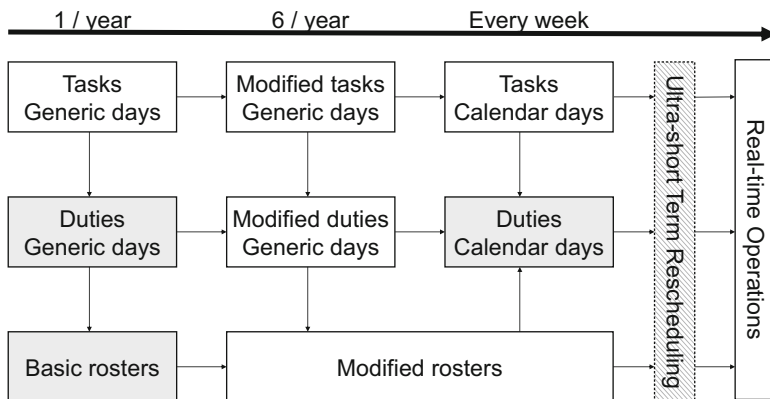 1 / year
6 / year
Every week
Tasks
Generic days
Modified tasks
Generic days
Tasks
Calendar days
Duties
Generic days
Modified duties
Generic days
Duties
Calendar days
Basic rosters
Modified rosters
Ultra-short Term Rescheduling
Real-time Operations